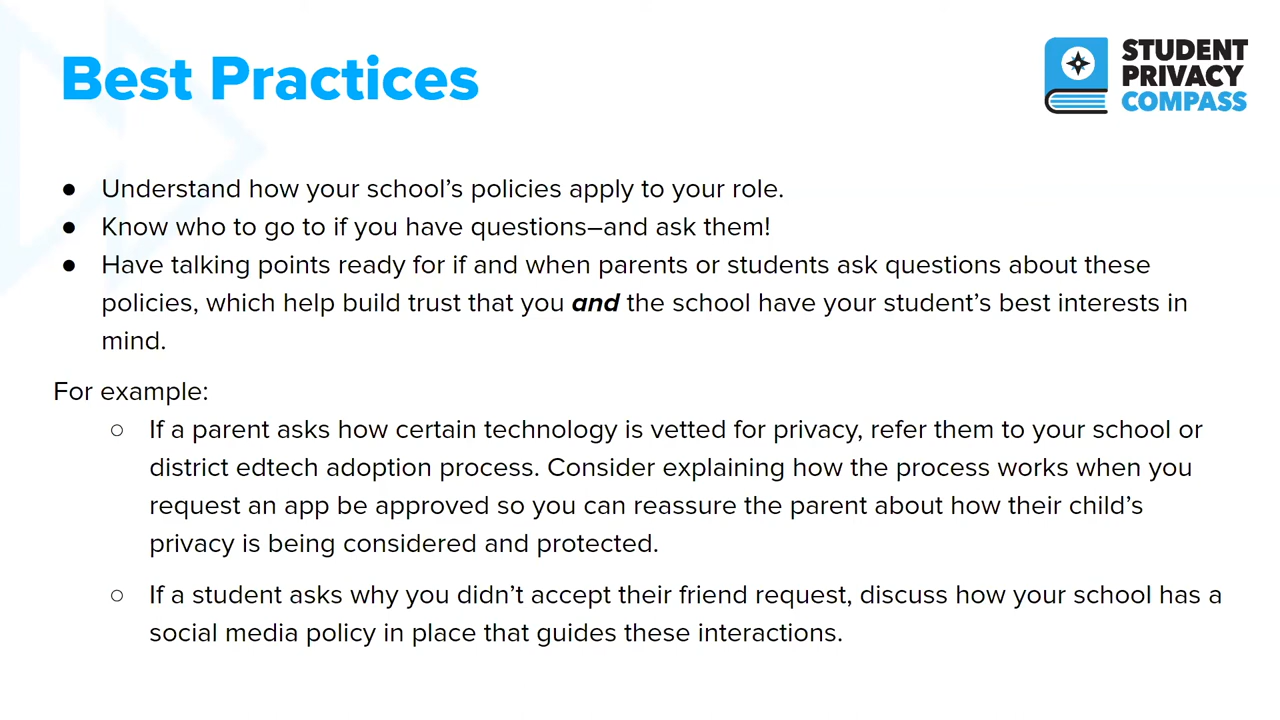 Best Practices
STUDENT
PRIVACY
COMPASS
● Understand how your school’s policies apply to your role.
● Know who to go to if you have questions–and ask them!
● Have talking points ready for if and when parents or students ask questions about these
policies, which help build trust that you and the school have your student’s best interests in
mind.
For example:
○ If a parent asks how certain technology is vetted for privacy, refer them to your school or
district edtech adoption process. Consider explaining how the process works when you
request an app be approved so you can reassure the parent about how their child’s
privacy is being considered and protected.
○ If a student asks why you didn’t accept their friend request, discuss how your school has a
social media policy in place that guides these interactions.